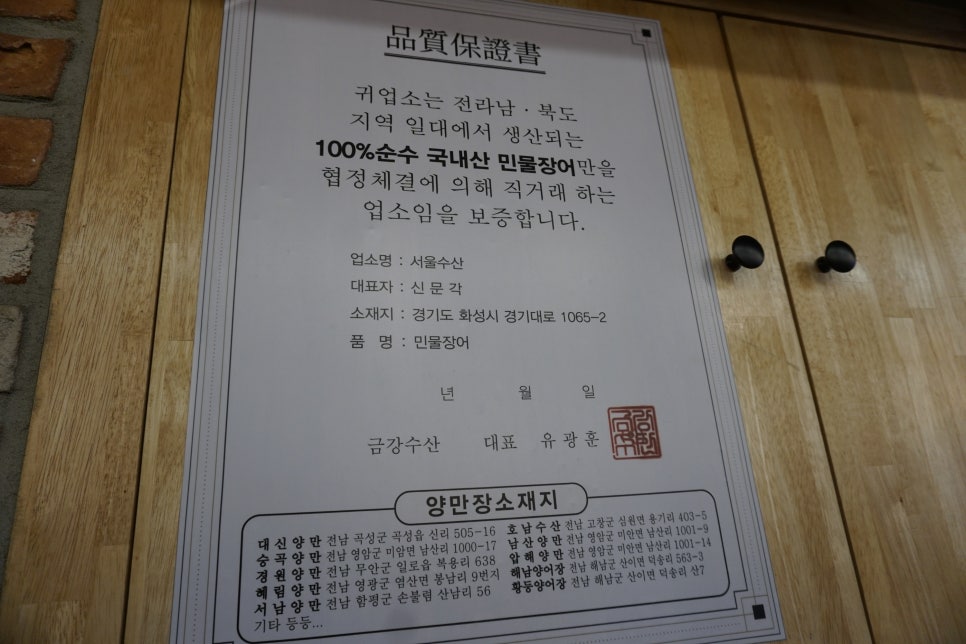 品質保證書
귀업소는 전라남 · 북도
지역 일대에서 생산되는
100%순수 국내산 민물장어만을
협정체결에 의해 직거래 하는
업소임을 보증합니다.
업소명 : 서울수산
대표자 : 신 문 각
소재지 : 경기도 화성시 경기대로 1065-2
품 명 : 민물장어
년 월 일
금강수산 대표 유 광 훈
양만장소재지
대신양만 전남 곡성군 곡성읍 신리 505-16
승곡양만 전남 영암군 미암면 남산리 1000-17
경원양만 전남 무안군 일로읍 복용리 638
혜림양만 전남 영광군 염산면 봉남리 9번지
서남양만 전남 함평군 손불렴 산남리 56
기타 등등...
호남수산 전남 고창군 심원면 용기리 403-5
남산양만 전남 영암군 미안면 남산리 1001-9
압해양만 전남 영암군 미안면 남산리 1001-14
해남양어장 전남 해남군 산이면 덕송리 563-3
황둥양어장 전남 해남군 산이면 덕송리 산7